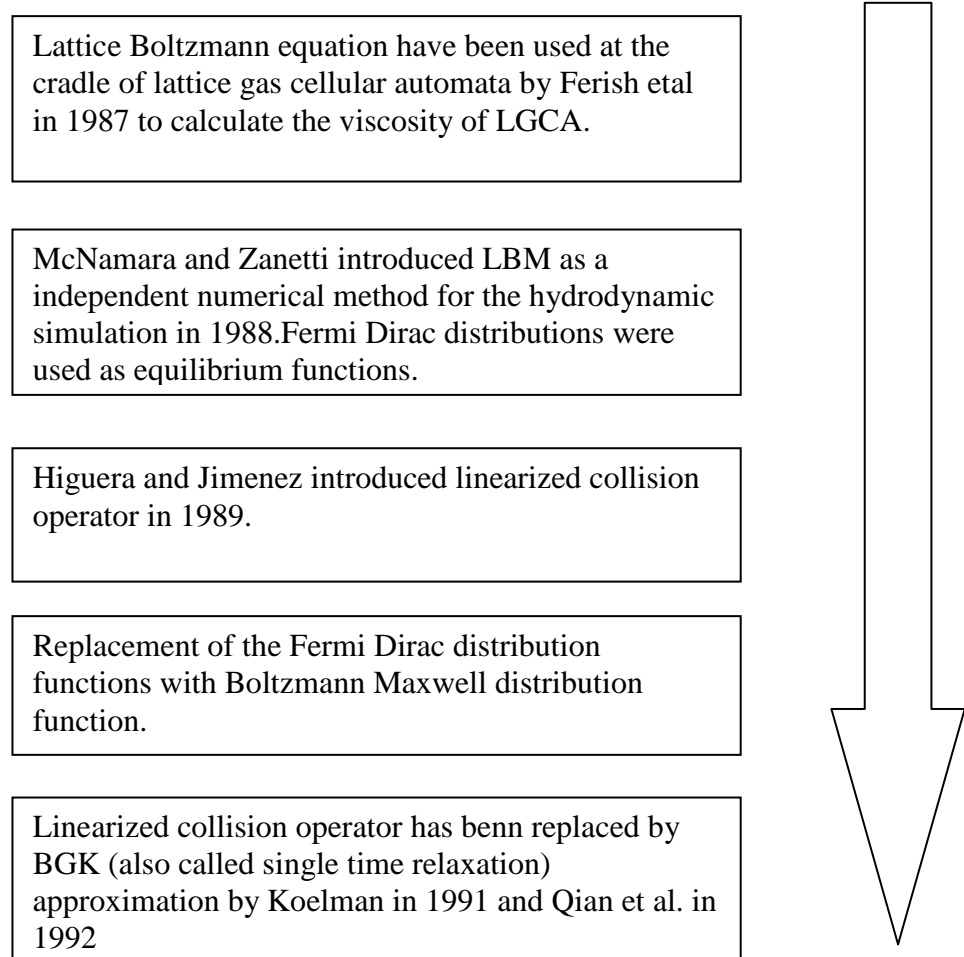 Lattice Boltzmann equation have been used at the
cradle of lattice gas cellular automata by Ferish etal
in 1987 to calculate the viscosity of LGCA.
McNamara and Zanetti introduced LBM as a
independent numerical method for the hydrodynamic
simulation in 1988.Fermi Dirac distributions were
used as equilibrium functions.
Higuera and Jimenez introduced linearized collision
operator in 1989.
Replacement of the Fermi Dirac distribution
functions with Boltzmann Maxwell distribution
function.
Linearized collision operator has benn replaced by
BGK (also called single time relaxation)
approximation by Koelman in 1991 and Qian et al. in
1992